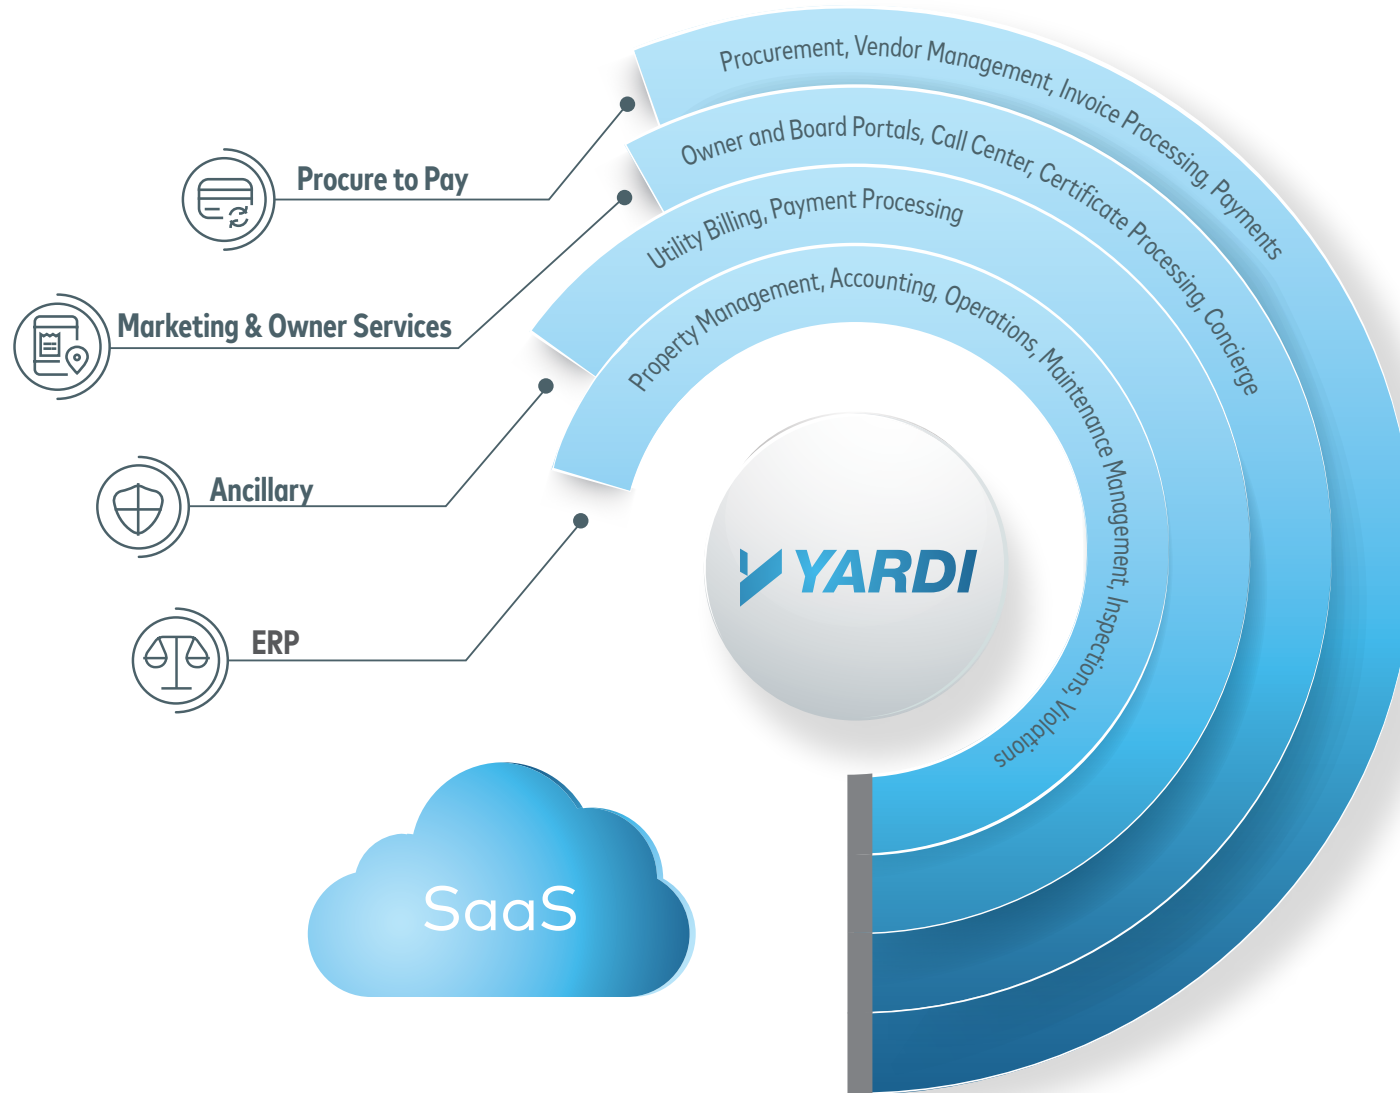 Procurement, Vendor Management, Invoice Processing, Payments
Owner and Board Portals, Call Center, Certificate Processing, Concierge
Utility Billing, Payment Processing
Property Management, Accounting, Operations, Maintenance Management, Inspections, Violations
Procure to Pay
Marketing & Owner Services
Ancillary
ERP
YARDI
SaaS